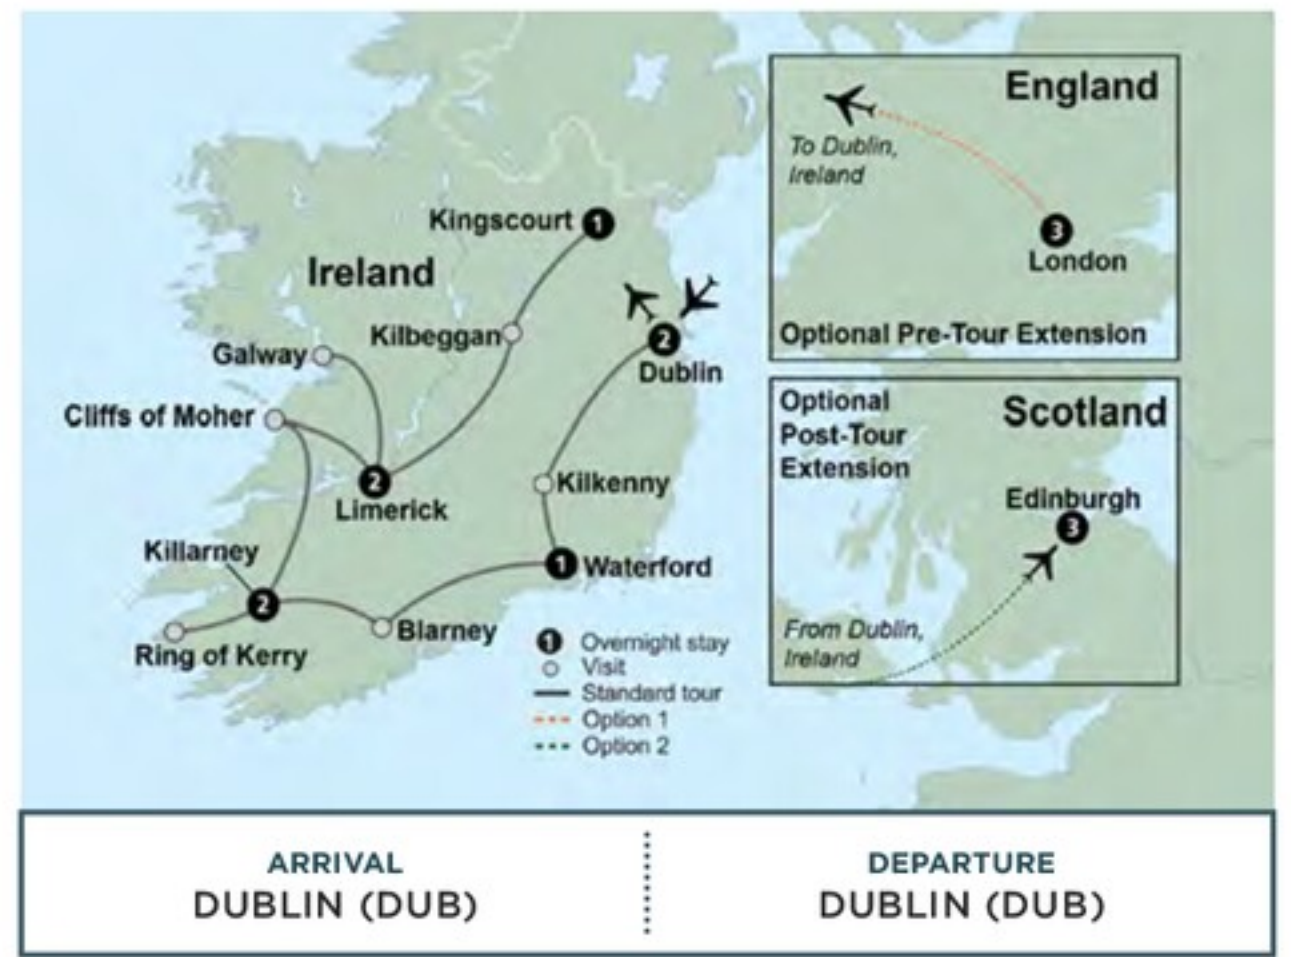 England
To Dublin,
Ireland
3
London
Optional Pre-Tour Extension
Kingscourt 1
Ireland
Kilbeggan
Galway
2
Dublin
Cliffs of Moher
2
Limerick
Kilkenny
Killarney
2
1 Waterford
Blarney
Ring of Kerry
Optional
Post-Tour
Extension
Scotland
Edinburgh
3
From Dublin,
Ireland
1 Overnight stay
Visit
Standard tour
Option 1
Option 2
ARRIVAL
DUBLIN (DUB)
DEPARTURE
DUBLIN (DUB)